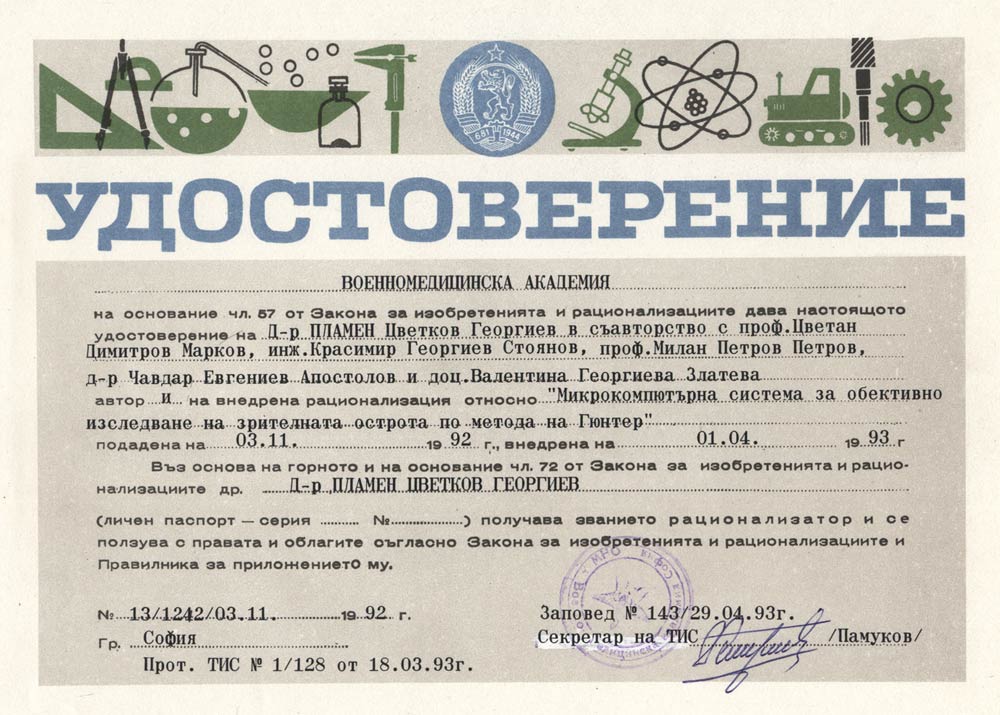 681 1944
УДОСТОВЕРЕНИЕ
ВОЕННОМЕДИЦИНСКА АКАДЕМИЯ
на основание чл. 57 от Закона за изобретенията и рационализациите дава настоящото
удостоверение на Д-р ПЛАМЕН Цветков Георгиев в съавторство с проф.Цветан
Димитров Марков, инж.Красимир Георгиев Стоянов, проф.Милан Петров Петров,
д-р Чавдар Евгениев Апостолов и доц.Валентина Георгиева Златева
автор и на внедрена рационализация относно "Микрокомпютърна система за обективно
изследване на зрителната острота по метода на Гюнтер"
подадена на 03.11. 1992 г., внедрена на 01.04. 1993 г
Въз основа на горното и на основание чл. 72 от Закона за изобретенията и рацио-
нализациите др. Д-р ПЛАМЕН ЦВЕТКОВ ГЕОРГИЕВ
(личен паспорт — серия ......... №..................) получава званието рационализатор и се
ползува с правата и облагите съгласно Закона за изобретенията и рационализациите и
Правилника за приложението му.
№ 13/1242/03.11. 1992 г.
Заповед № 143/29.04.93г.
Гр. София
Секретар на ТИС /Памуков/
Прот. ТИС № 1/128 от 18.03.93г.